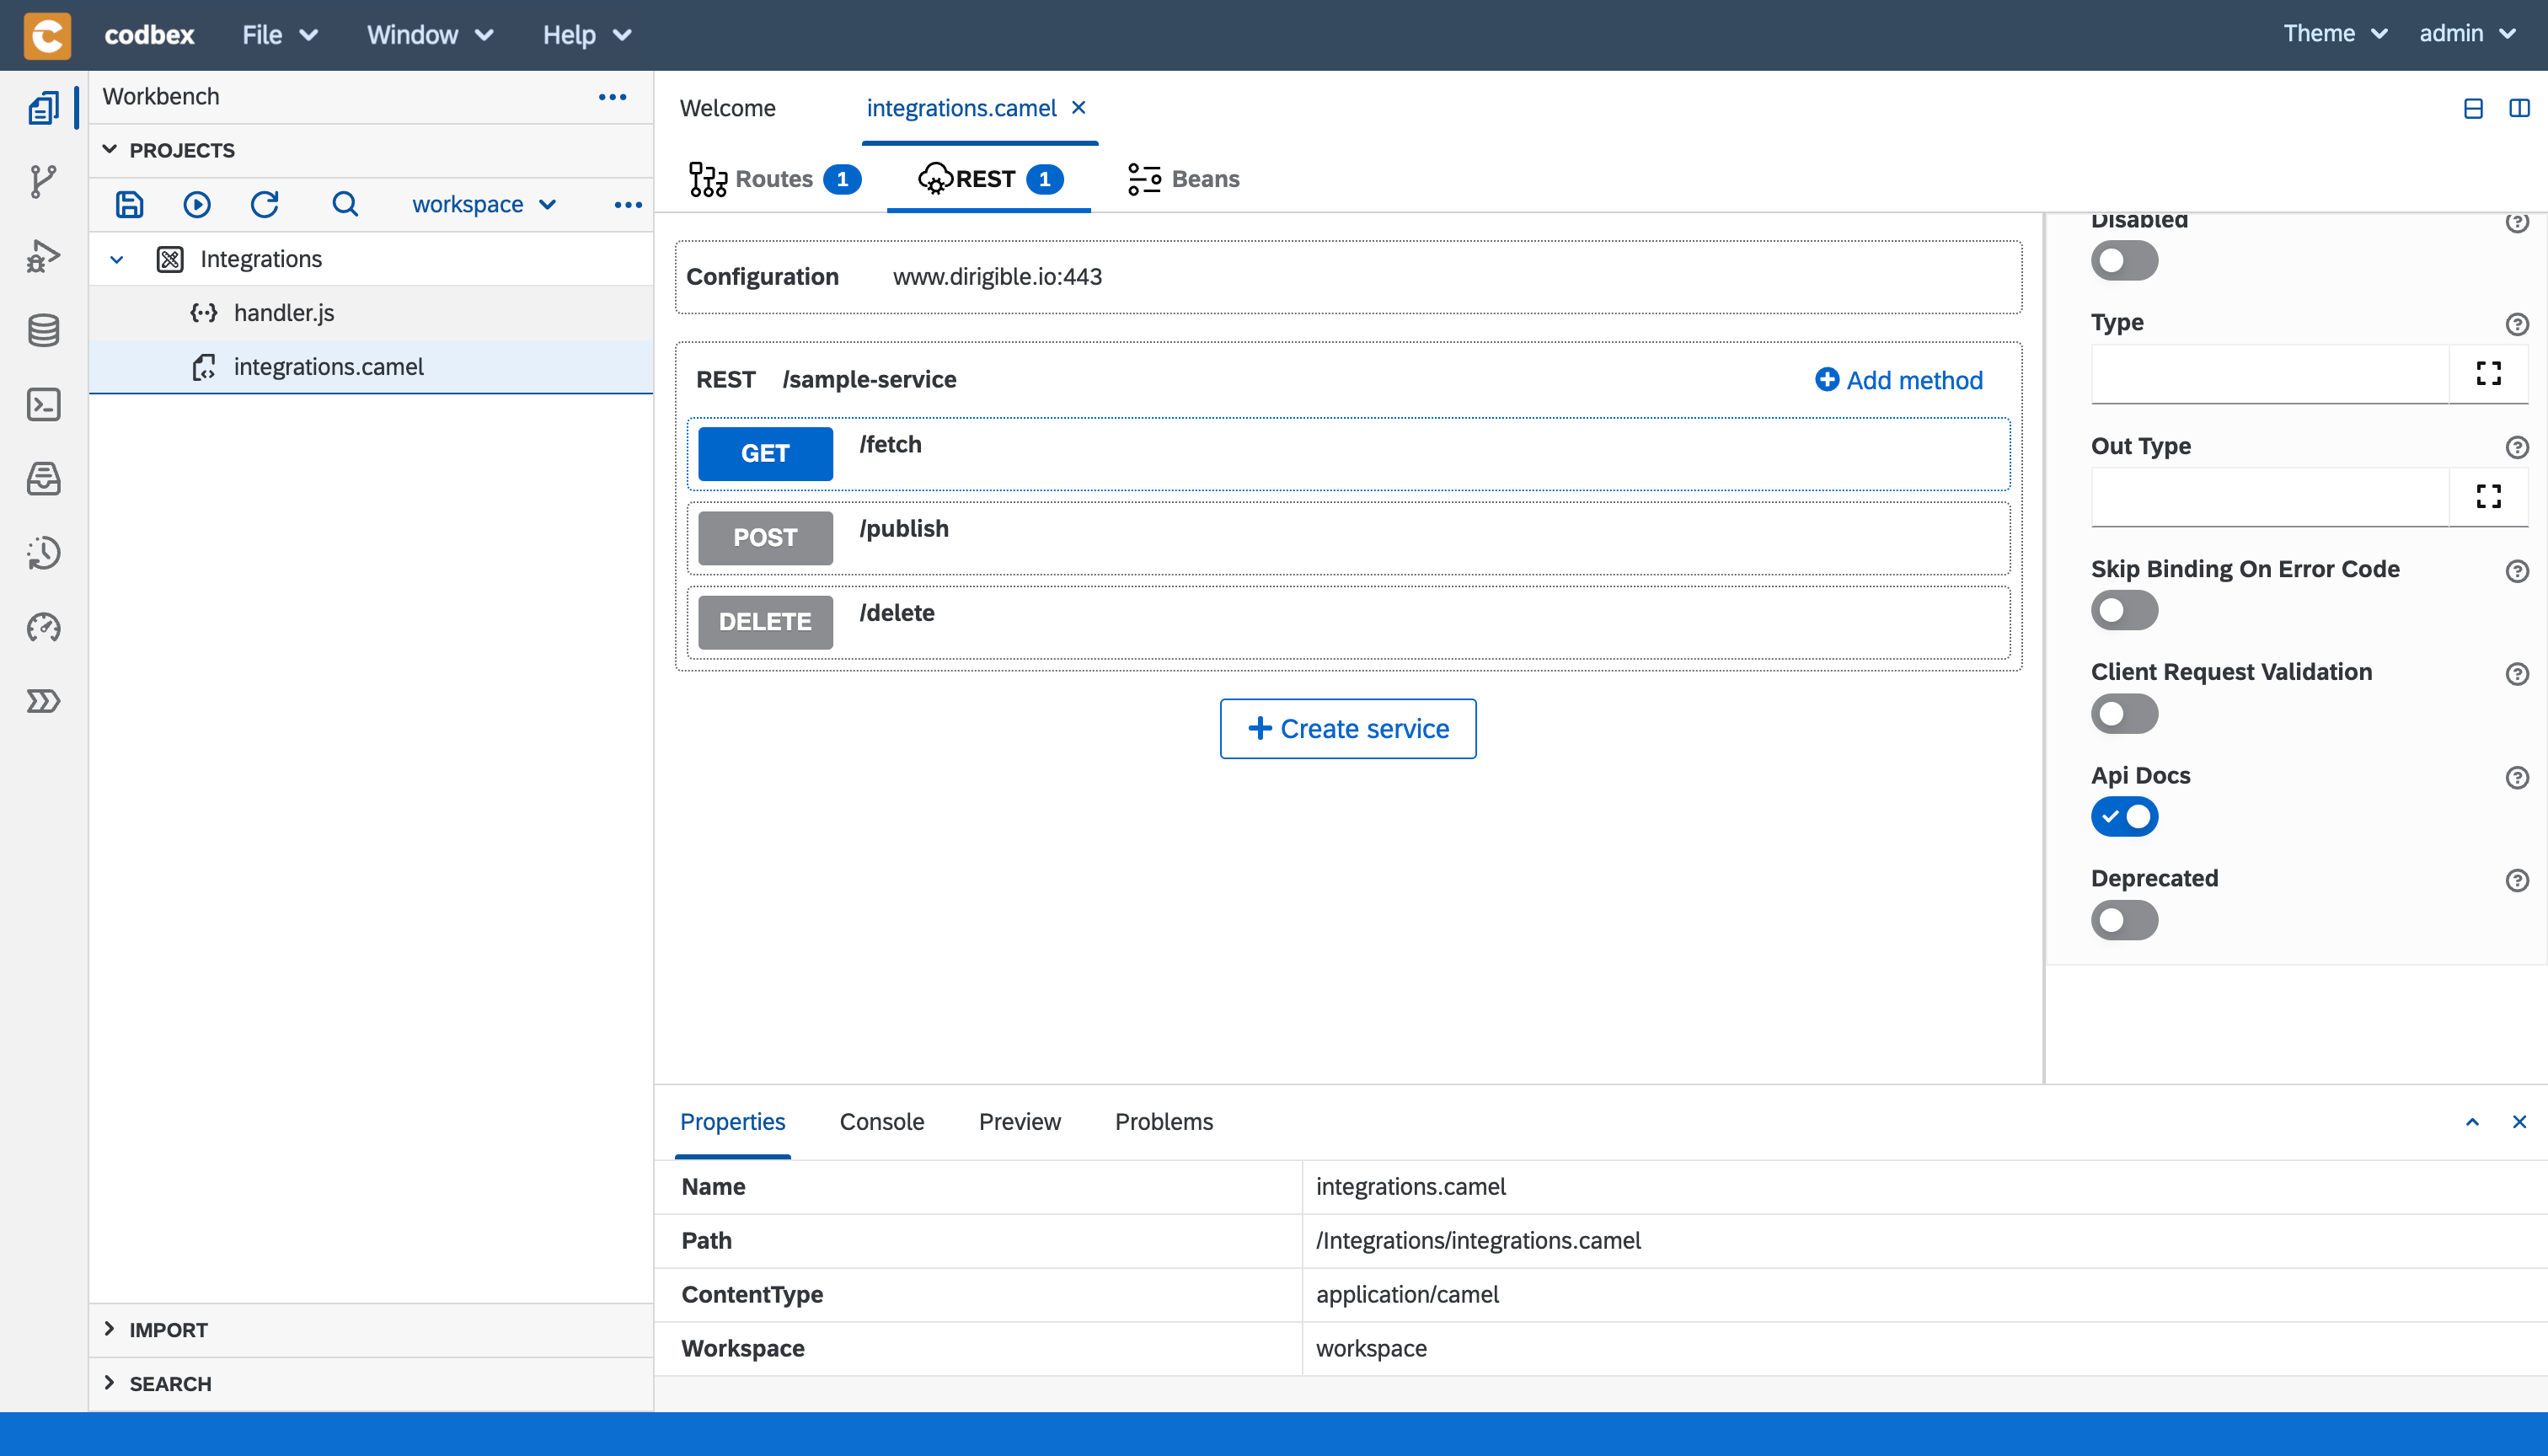 codbex File Window Help Theme admin
Workbench
PROJECTS
workspace
Integrations
handler.js
integrations.camel
IMPORT
SEARCH
Welcome integrations.camel
Routes 1 REST 1 Beans
Configuration www.dirigible.io:443
REST /sample-service Add method
GET /fetch
POST /publish
DELETE /delete
Create service
Disabled
Type
Out Type
Skip Binding On Error Code
Client Request Validation
Api Docs
Deprecated
Properties Console Preview Problems
Name integrations.camel
Path /Integrations/integrations.camel
ContentType application/camel
Workspace workspace